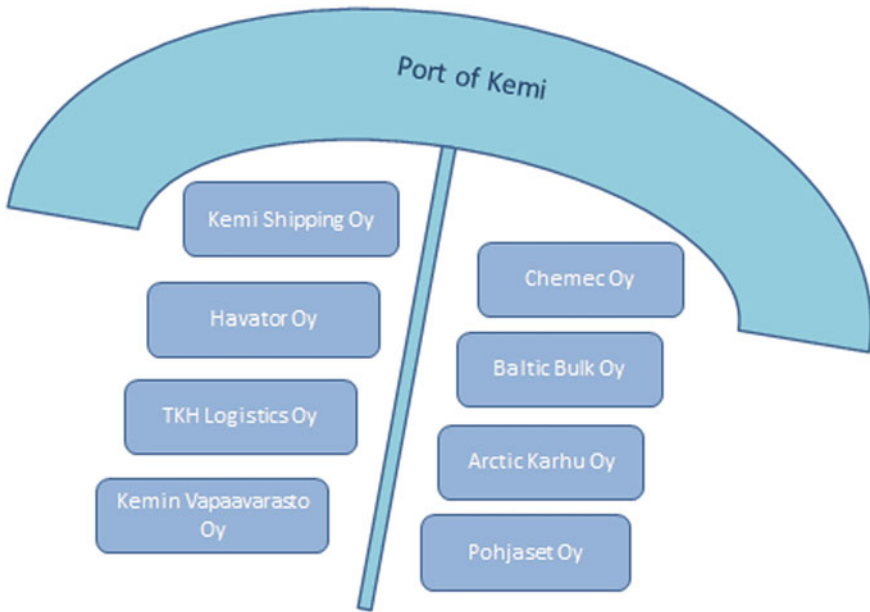 Port of Kemi
Kemi Shipping Oy
Havator Oy
TKH Logistics Oy
Kemin Vapaavarasto
Oy
Chemec Oy
Baltic Bulk Oy
Arctic Karhu Oy
Pohjaset Oy